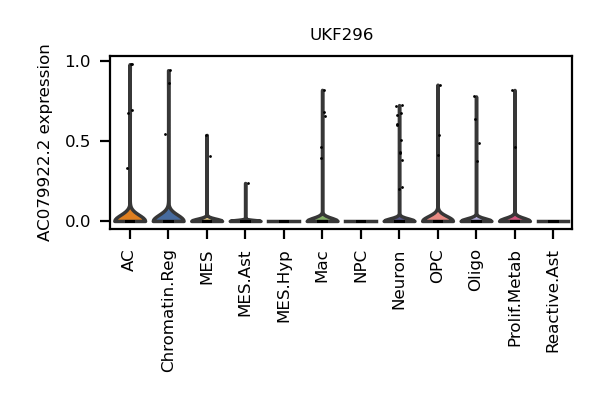 UKF296
AC079922.2 expression
1.0
0.5
0.0
AC
Chromatin.Reg
MES
MES.Ast
MES.Hyp
Mac
NPC
Neuron
OPC
Oligo
Prolif.Metab
Reactive.Ast